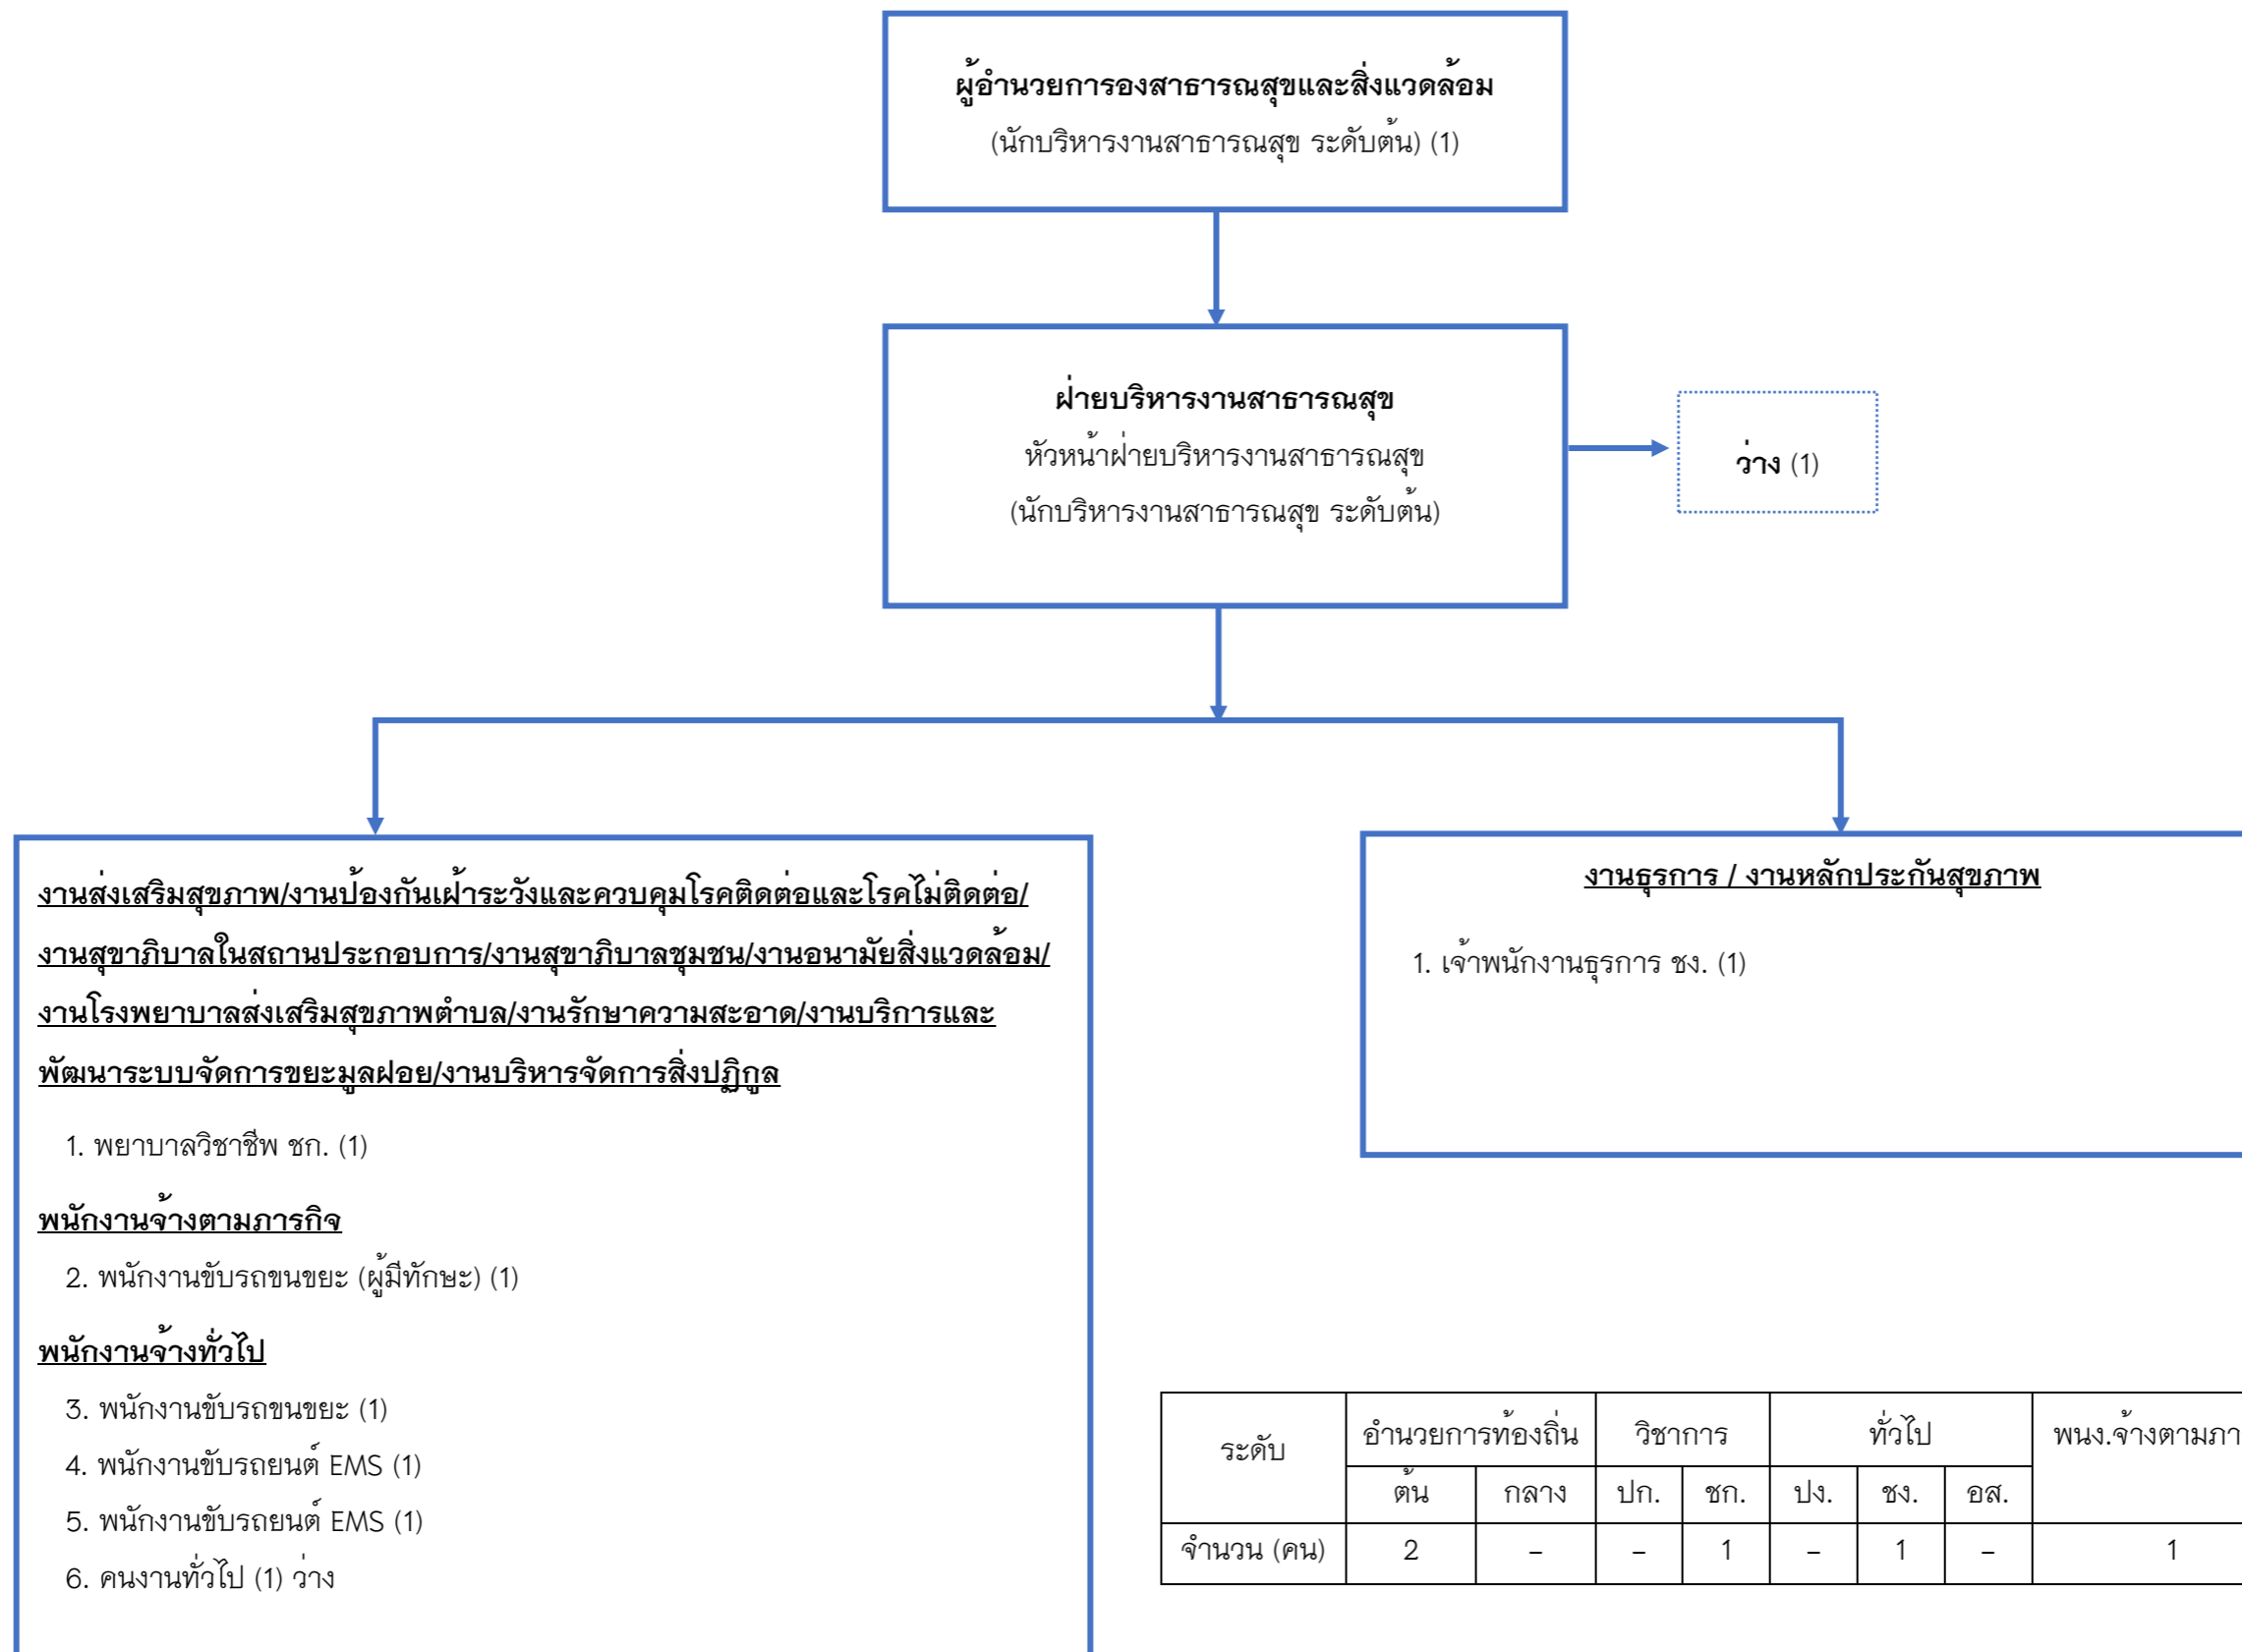 ผู้อำนวยการองสาธารณสุขและสิ่งแวดล้อม
(นักบริหารงานสาธารณสุข ระดับต้น) (1)
ฝ่ายบริหารงานสาธารณสุข
หัวหน้าฝ่ายบริหารงานสาธารณสุข
(นักบริหารงานสาธารณสุข ระดับต้น)
ว่าง (1)
งานส่งเสริมสุขภาพ/งานป้องกันเฝ้าระวังและควบคุมโรคติดต่อและโรคไม่ติดต่อ/
งานสุขาภิบาลในสถานประกอบการ/งานสุขาภิบาลชุมชน/งานอนามัยสิ่งแวดล้อม/
งานโรงพยาบาลส่งเสริมสุขภาพตำบล/งานรักษาความสะอาด/งานบริการและ
พัฒนาระบบจัดการขยะมูลฝอย/งานบริหารจัดการสิ่งปฏิกูล
1. พยาบาลวิชาชีพ ชก. (1)
พนักงานจ้างตามภารกิจ
2. พนักงานขับรถขนขยะ (ผู้มีทักษะ) (1)
พนักงานจ้างทั่วไป
3. พนักงานขับรถขนขยะ (1)
4. พนักงานขับรถยนต์ EMS (1)
5. พนักงานขับรถยนต์ EMS (1)
6. คนงานทั่วไป (1) ว่าง
งานธุรการ / งานหลักประกันสุขภาพ
1. เจ้าพนักงานธุรการ ชง. (1)
ระดับ อำนวยการท้องถิ่น วิชาการ ทั่วไป พนง.จ้างตามภา
ต้น กลาง ปก. ชก. ปง. ชง. อส.
จำนวน (คน) 2 – – 1 – 1 – 1